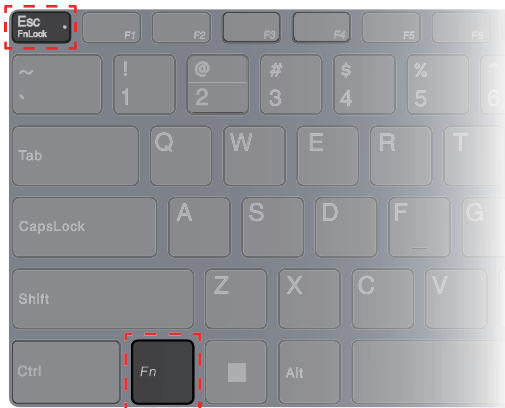 Esc
FnLock
F1
F2
F3
F4
F5
F6
~
`
!
1
@
2
#
3
$
4
%
5
^
6
Tab
Q
W
E
R
T
CapsLock
A
S
D
F
G
Shift
Z
X
C
V
Ctrl
Fn
Alt